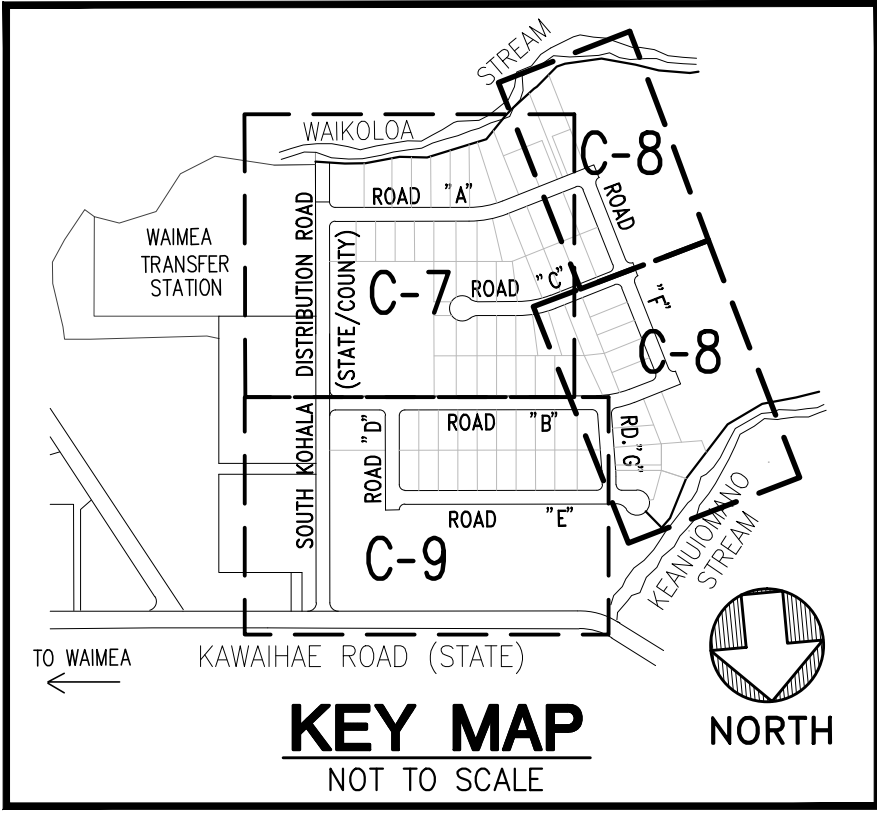 STREAM
WAIKOLOA
C-8
ROAD "A"
ROAD
"F"
WAIMEA
TRANSFER
STATION
SOUTH KOHALA DISTRIBUTION ROAD
(STATE/COUNTY)
C-7
ROAD "C"
C-8
ROAD "D"
ROAD "B"
RD. "G"
ROAD "E"
C-9
KEANUIOMANO
STREAM
TO WAIMEA
KAWAIHAE ROAD (STATE)
KEY MAP
NOT TO SCALE
NORTH